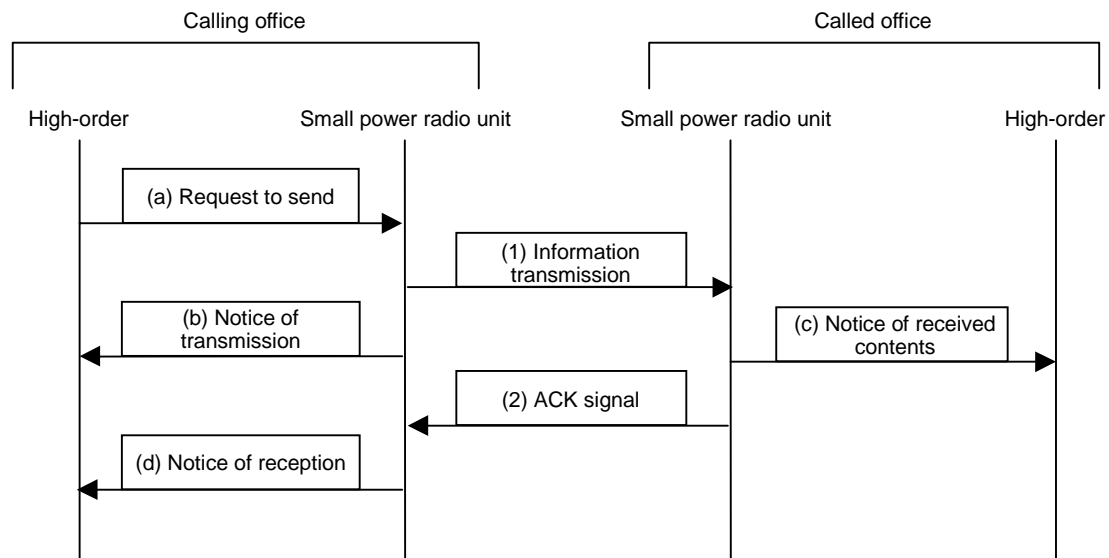 Calling office
Called office
High-order
Small power radio unit
Small power radio unit
High-order
(a) Request to send
(1) Information
transmission
(b) Notice of
transmission
(c) Notice of received
contents
(2) ACK signal
(d) Notice of reception